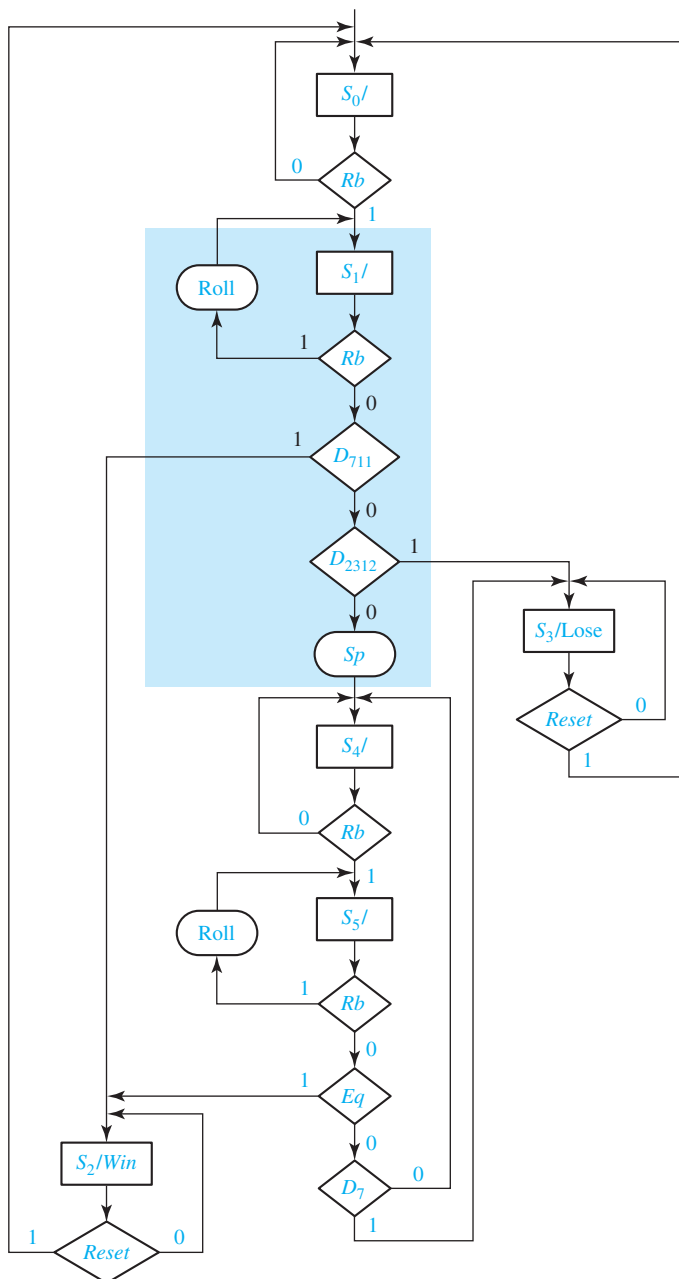 S₀/
0
Rb
1
Roll
S₁/
1
Rb
0
1
D₇₁₁
0
D₂₃₁₂
1
0
S₃/Lose
Sp
Reset
0
S₄/
1
0
Rb
1
Roll
S₅/
1
Rb
0
1
Eq
0
S₂/Win
D₇
0
1
1
Reset
0